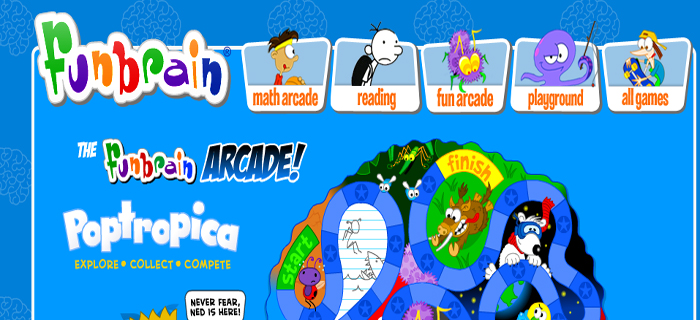 funbrain®
math arcade
reading
fun arcade
playground
all games
THE funbrain ARCADE!
Poptropica
EXPLORE • COLLECT • COMPETE
NEVER FEAR,
NED IS HERE!
start
finish